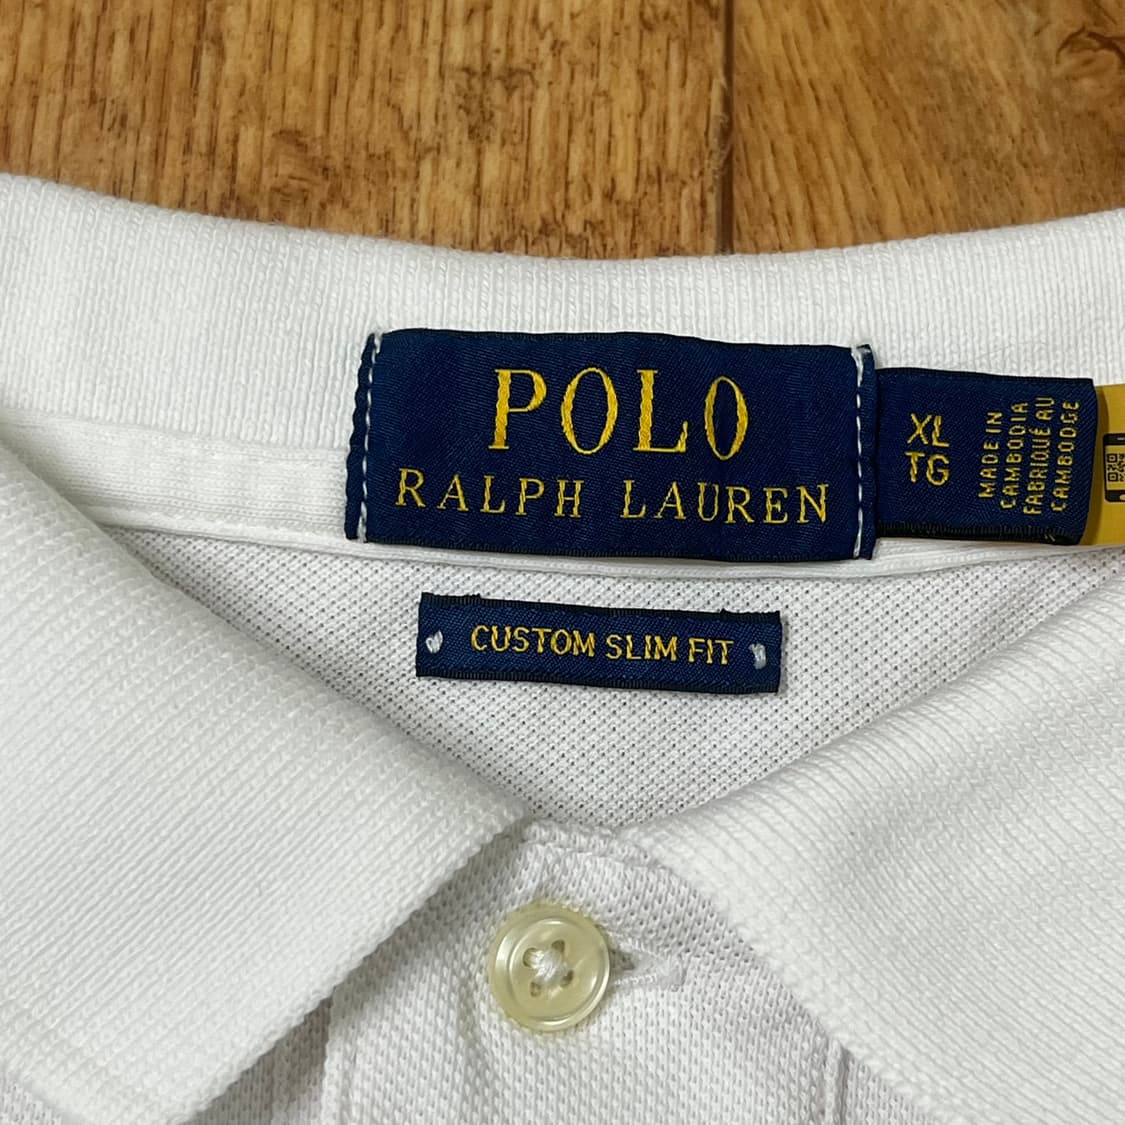 POLO
RALPH LAUREN
XL
TG
MADE IN
CAMBODIA
FABRIQUÉ AU
CAMBODGE
CUSTOM SLIM FIT